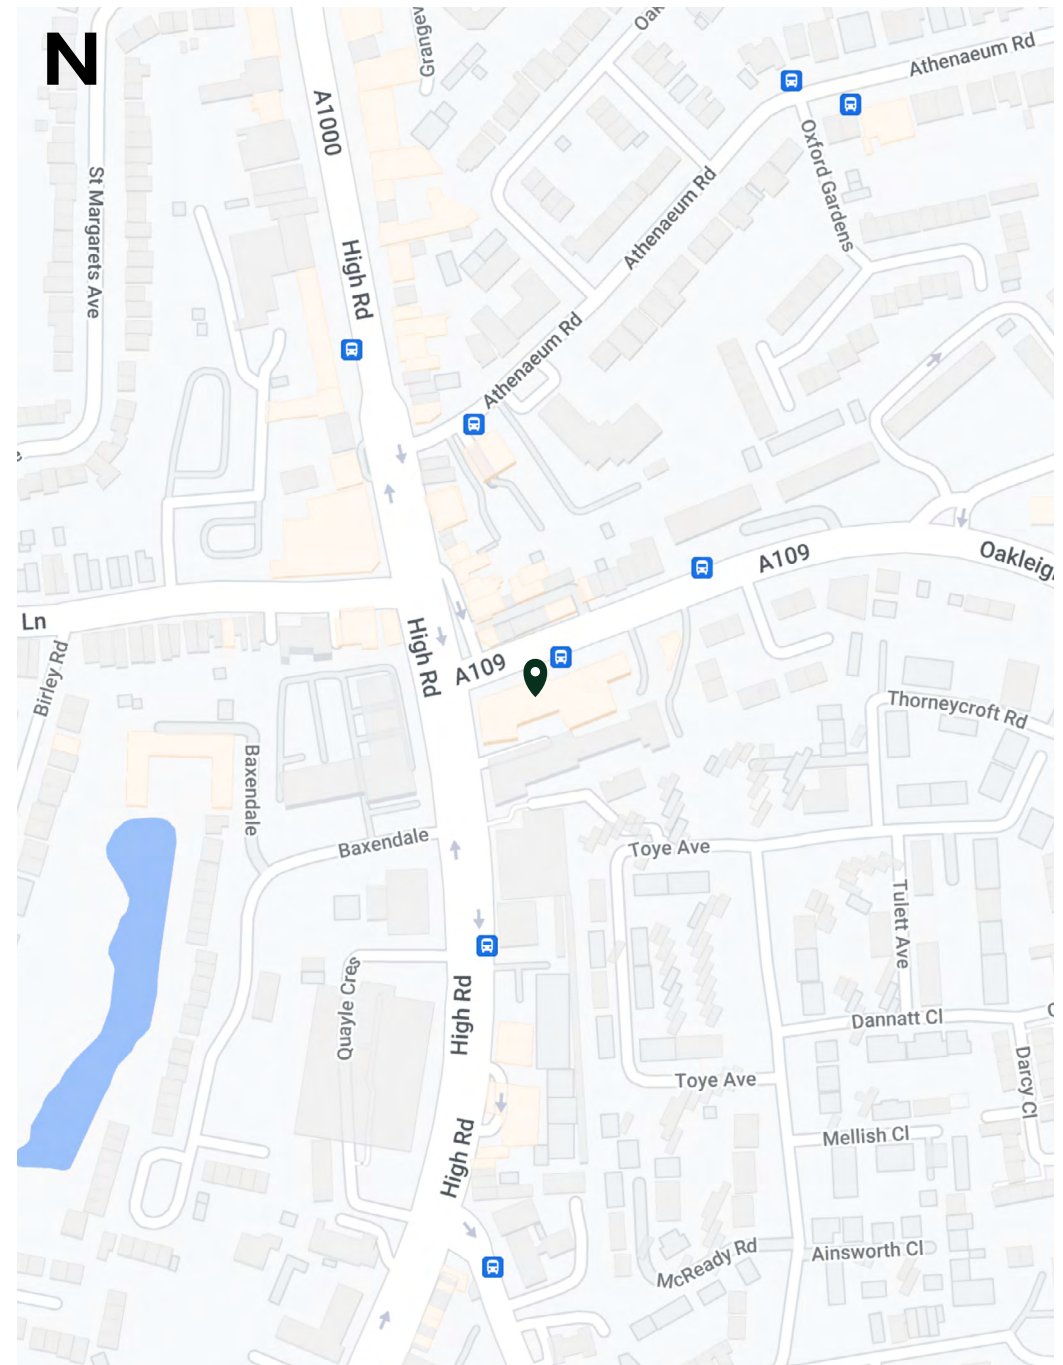 N
Grangev
Oak
Athenaeum Rd
A1000
Oxford Gardens
St Margarets Ave
Athenaeum Rd
High Rd
Athenaeum Rd
A109
Oakleig
Ln
High Rd
A109
Birley Rd
Thorneycroft Rd
Baxendale
Baxendale
Toye Ave
Tulett Ave
Quayle Cres
High Rd
Dannatt Cl
Darcy Cl
Toye Ave
High Rd
Mellish Cl
McReady Rd
Ainsworth Cl